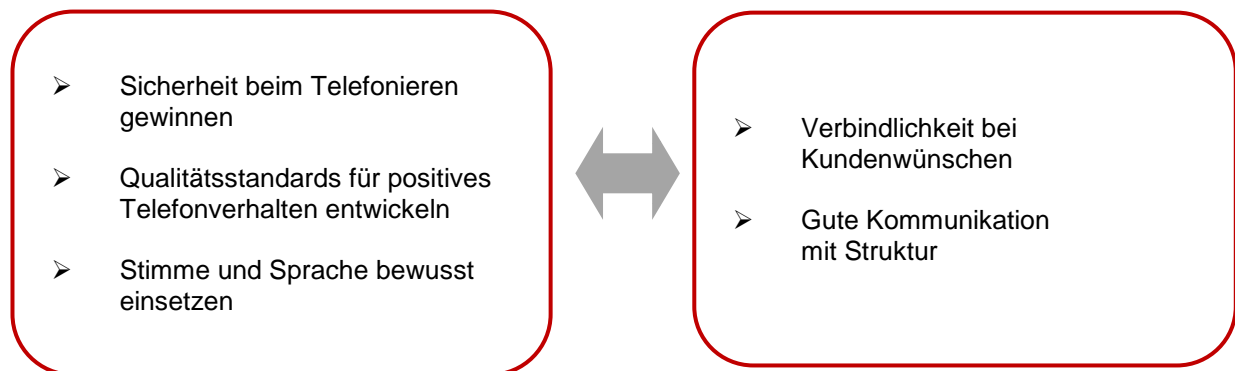 ➢ Sicherheit beim Telefonieren
gewinnen
➢ Qualitätsstandards für positives
Telefonverhalten entwickeln
➢ Stimme und Sprache bewusst
einsetzen
➢ Verbindlichkeit bei
Kundenwünschen
➢ Gute Kommunikation
mit Struktur